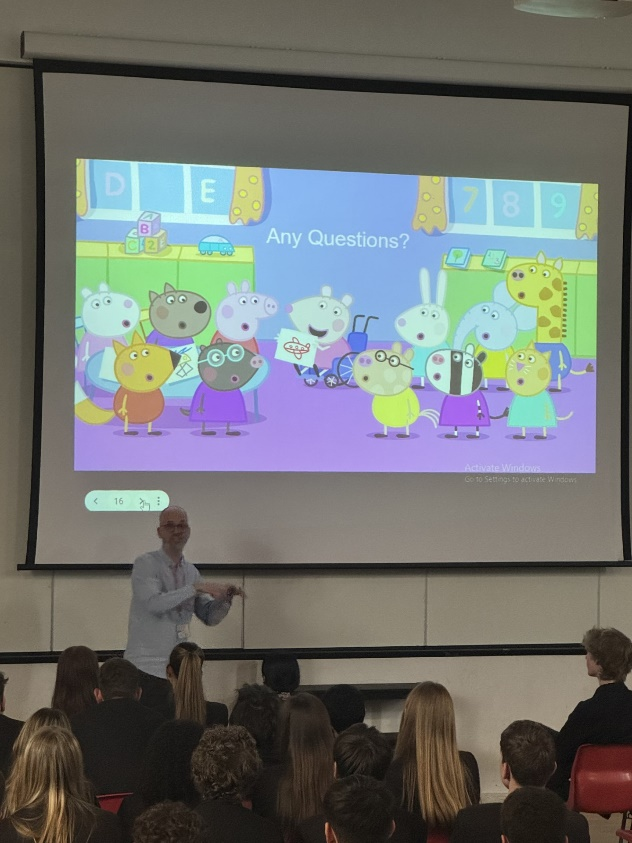 D E
7 8 9
B
C 2
Any Questions?
Activate Windows
Go to Settings to activate Windows.
16